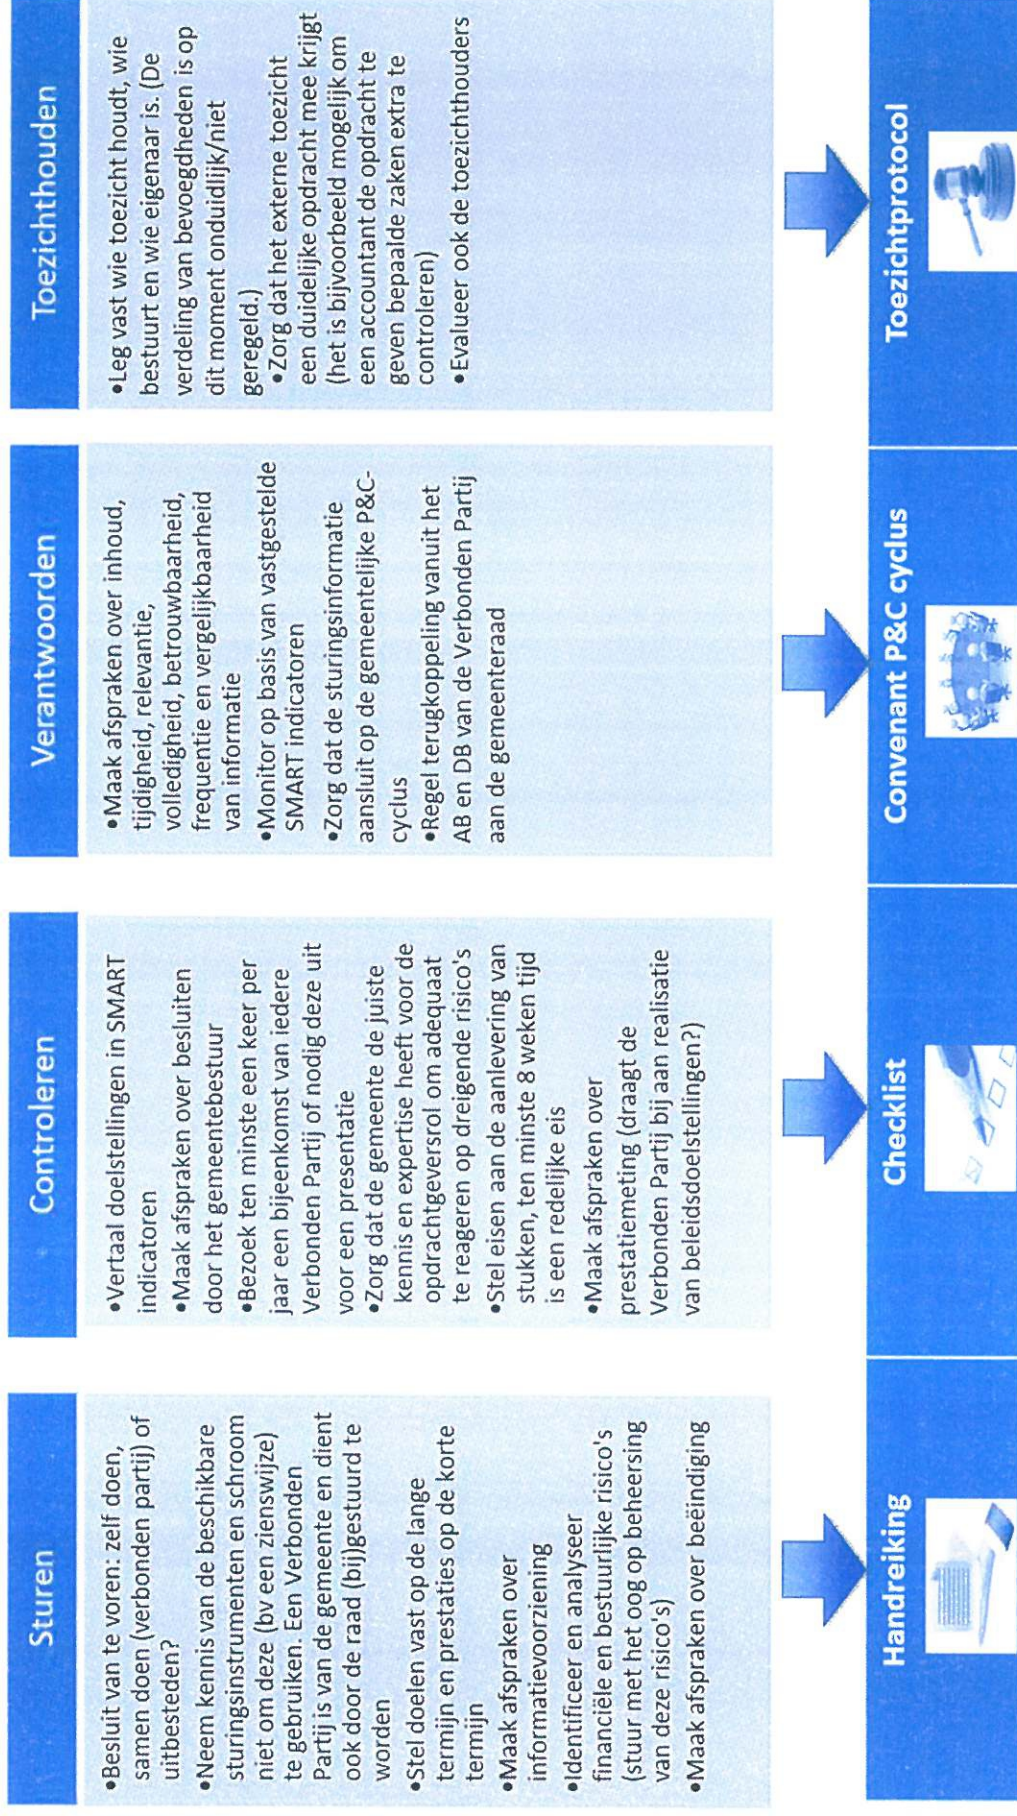 Sturen
•Besluit van te voren: zelf doen,
samen doen (verbonden partij) of
uitbesteden?
•Neem kennis van de beschikbare
sturingsinstrumenten en schroom
niet om deze (bv een zienswijze)
te gebruiken. Een Verbonden
Partij is van de gemeente en dient
ook door de raad (bij)gestuurd te
worden
•Stel doelen vast op de lange
termijn en prestaties op de korte
termijn
•Maak afspraken over
informatievoorziening
•Identificeer en analyseer
financiële en bestuurlijke risico's
(stuur met het oog op beheersing
van deze risico's)
•Maak afspraken over beëindiging
Handreiking
Controleren
•Vertaal doelstellingen in SMART
indicatoren
•Maak afspraken over besluiten
door het gemeentebestuur
•Bezoek ten minste een keer per
jaar een bijeenkomst van iedere
Verbonden Partij of nodig deze uit
voor een presentatie
•Zorg dat de gemeente de juiste
kennis en expertise heeft voor de
opdrachtgeversrol om adequaat
te reageren op dreigende risico's
•Stel eisen aan de aanlevering van
stukken, ten minste 8 weken tijd
is een redelijke eis
•Maak afspraken over
prestatiemeting (draagt de
Verbonden Partij bij aan realisatie
van beleidsdoelstellingen?)
Checklist
Verantwoorden
•Maak afspraken over inhoud,
tijdigheid, relevantie,
volledigheid, betrouwbaarheid,
frequentie en vergelijkbaarheid
van informatie
•Monitor op basis van vastgestelde
SMART indicatoren
•Zorg dat de sturingsinformatie
aansluit op de gemeentelijke P&C-
cyclus
•Regel terugkoppeling vanuit het
AB en DB van de Verbonden Partij
aan de gemeenteraad
Convenant P&C cyclus
Toezichthouden
•Leg vast wie toezicht houdt, wie
bestuurt en wie eigenaar is. (De
verdeling van bevoegdheden is op
dit moment onduidlijk/niet
geregeld.)
•Zorg dat het externe toezicht
een duidelijke opdracht mee krijgt
(het is bijvoorbeeld mogelijk om
een accountant de opdracht te
geven bepaalde zaken extra te
controleren)
•Evalueer ook de toezichthouders
Toezichtprotocol